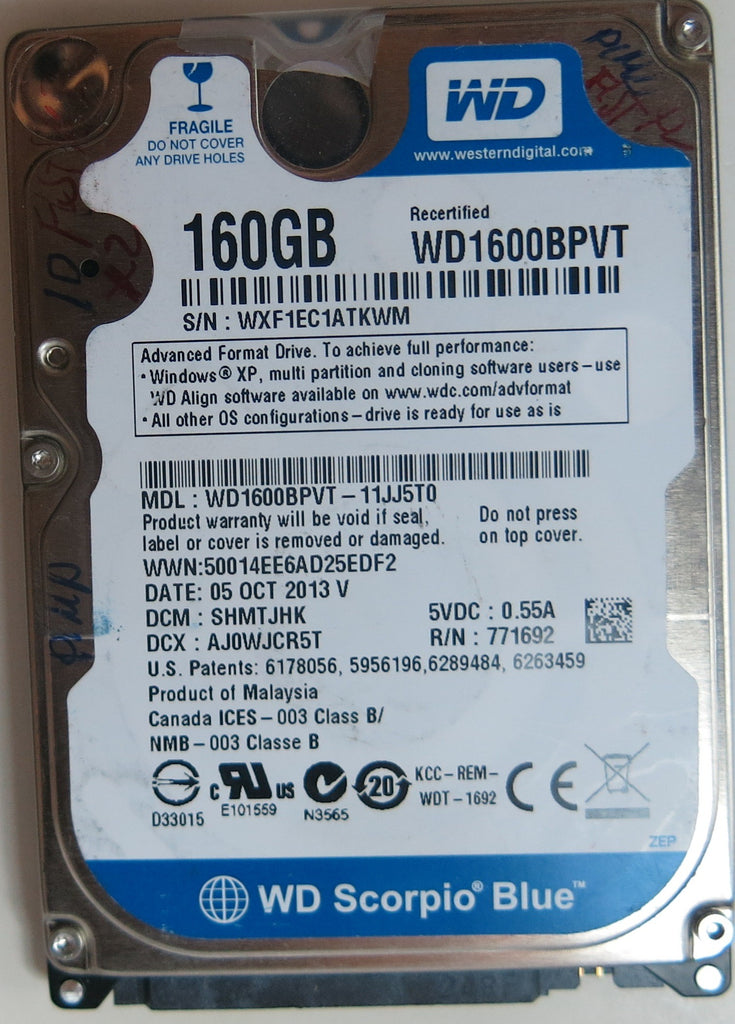 FRAGILE
DO NOT COVER
ANY DRIVE HOLES
WD
www.westerndigital.com
160GB
Recertified
WD1600BPVT
S/N : WXF1EC1ATKWM
Advanced Format Drive. To achieve full performance:
• Windows® XP, multi partition and cloning software users – use
WD Align software available on www.wdc.com/advformat
• All other OS configurations – drive is ready for use as is
MDL : WD1600BPVT – 11JJ5T0
Product warranty will be void if seal,
label or cover is removed or damaged.
Do not press
on top cover.
WWN:50014EE6AD25EDF2
DATE: 05 OCT 2013 V
DCM : SHMTJHK
DCX : AJ0WJCR5T
5VDC : 0.55A
R/N : 771692
U.S. Patents: 6178056, 5956196,6289484, 6263459
Product of Malaysia
Canada ICES – 003 Class B/
NMB – 003 Classe B
D33015
c RU US
E101559
N3565
20
KCC – REM –
WDT – 1692
CE
ZEP
WD Scorpio® Blue™